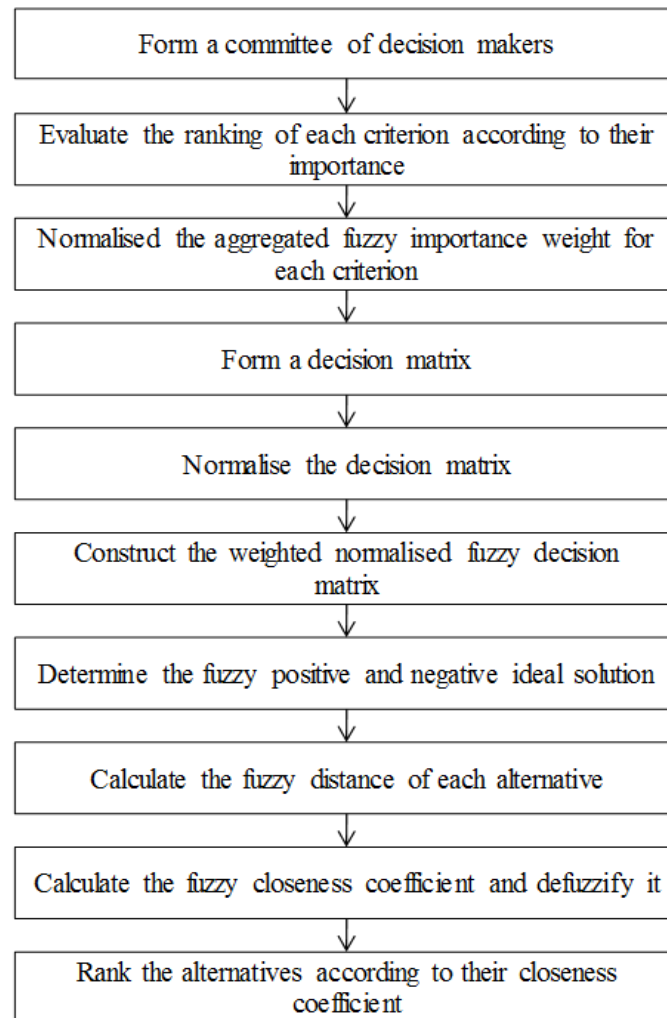 Form a committee of decision makers
Evaluate the ranking of each criterion according to their
importance
Normalised the aggregated fuzzy importance weight for
each criterion
Form a decision matrix
Normalise the decision matrix
Construct the weighted normalised fuzzy decision
matrix
Determine the fuzzy positive and negative ideal solution
Calculate the fuzzy distance of each alternative
Calculate the fuzzy closeness coefficient and defuzzify it
Rank the alternatives according to their closeness
coefficient